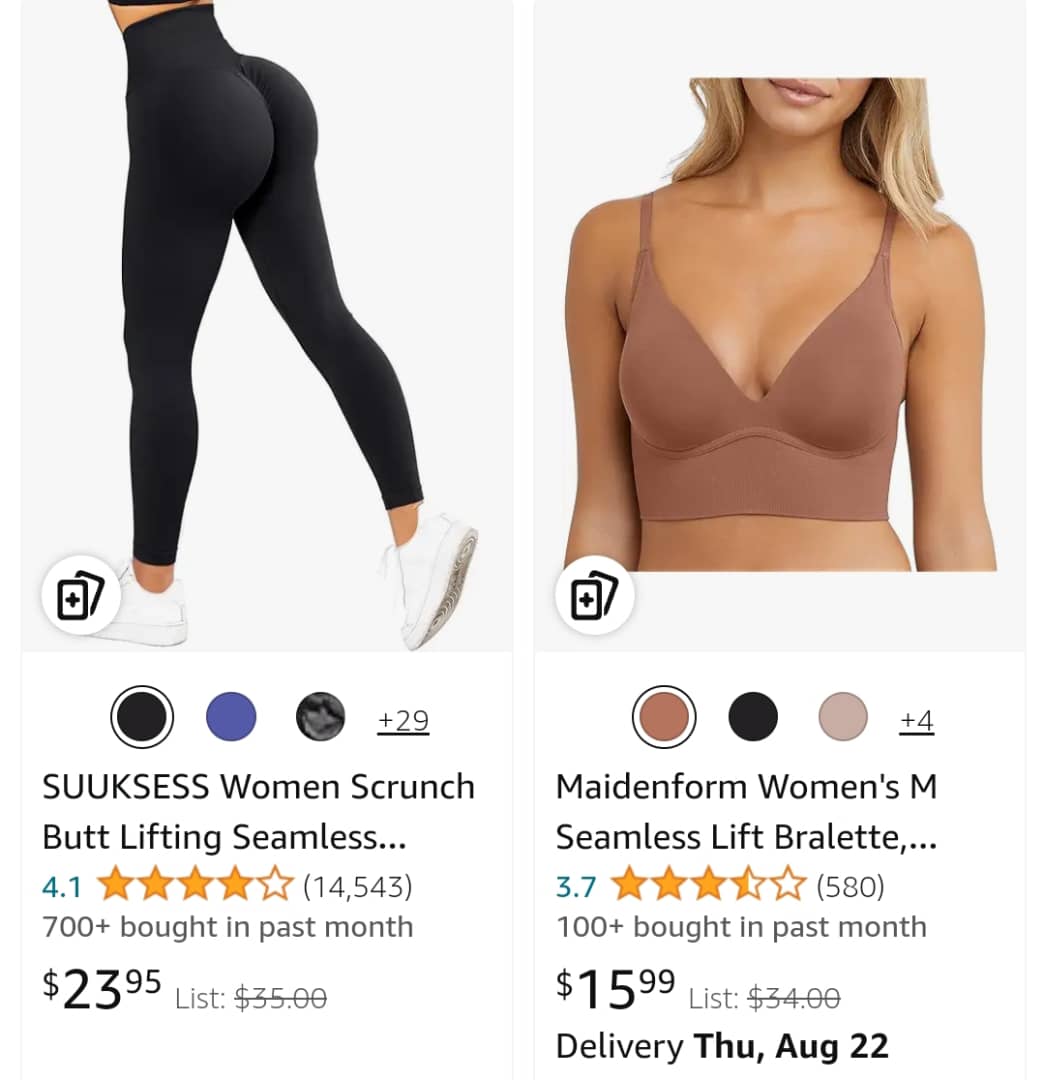 +29
SUUKSESS Women Scrunch
Butt Lifting Seamless...
4.1 (14,543)
700+ bought in past month
$23.95 List: $35.00
+4
Maidenform Women's M
Seamless Lift Bralette,...
3.7 (580)
100+ bought in past month
$15.99 List: $34.00
Delivery Thu, Aug 22